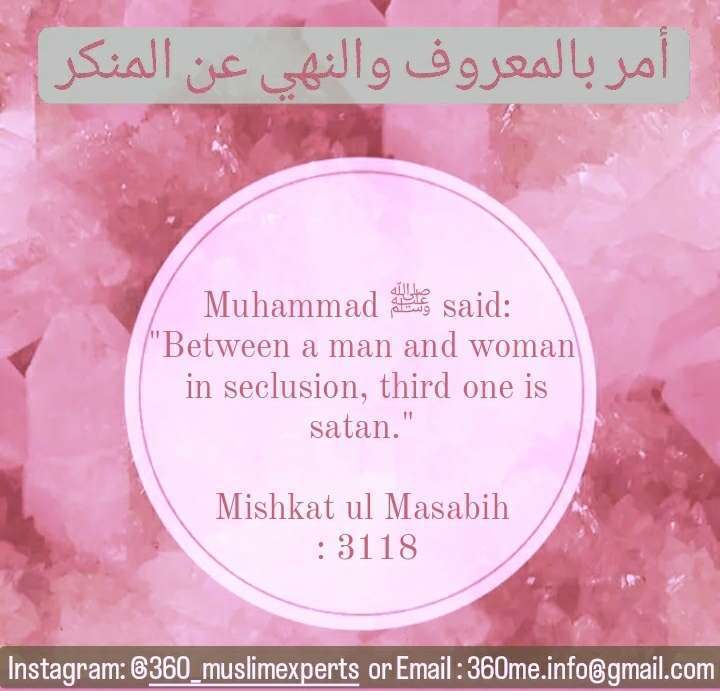 أمر بالمعروف والنهي عن المنكر
Muhammad ﷺ said:
"Between a man and woman
in seclusion, third one is
satan."
Mishkat ul Masabih
: 3118
Instagram: @360_muslimexperts or Email : 360me.info@gmail.com